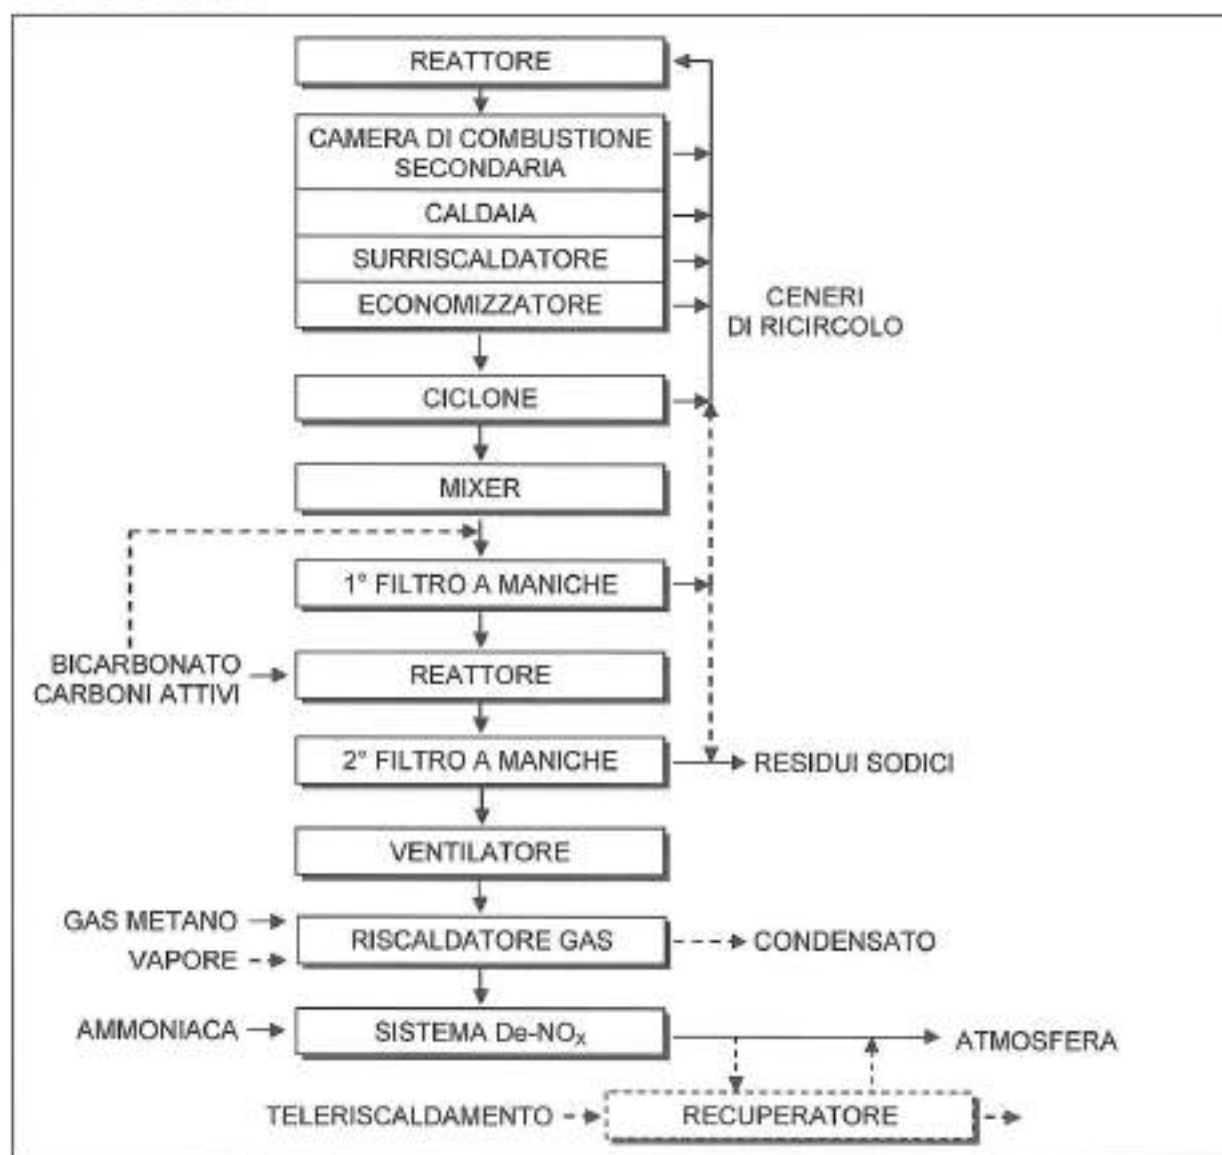 REATTORE
CAMERA DI COMBUSTIONE
SECONDARIA
CALDAIA
SURRISCALDATORE
ECONOMIZZATORE
CENERI
DI RICIRCOLO
CICLONE
MIXER
1° FILTRO A MANICHE
BICARBONATO
CARBONI ATTIVI
REATTORE
2° FILTRO A MANICHE
RESIDUI SODICI
VENTILATORE
GAS METANO
VAPORE
RISCALDATORE GAS
CONDENSATO
AMMONIACA
SISTEMA De-NOX
ATMOSFERA
TELERISCALDAMENTO
RECUPERATORE